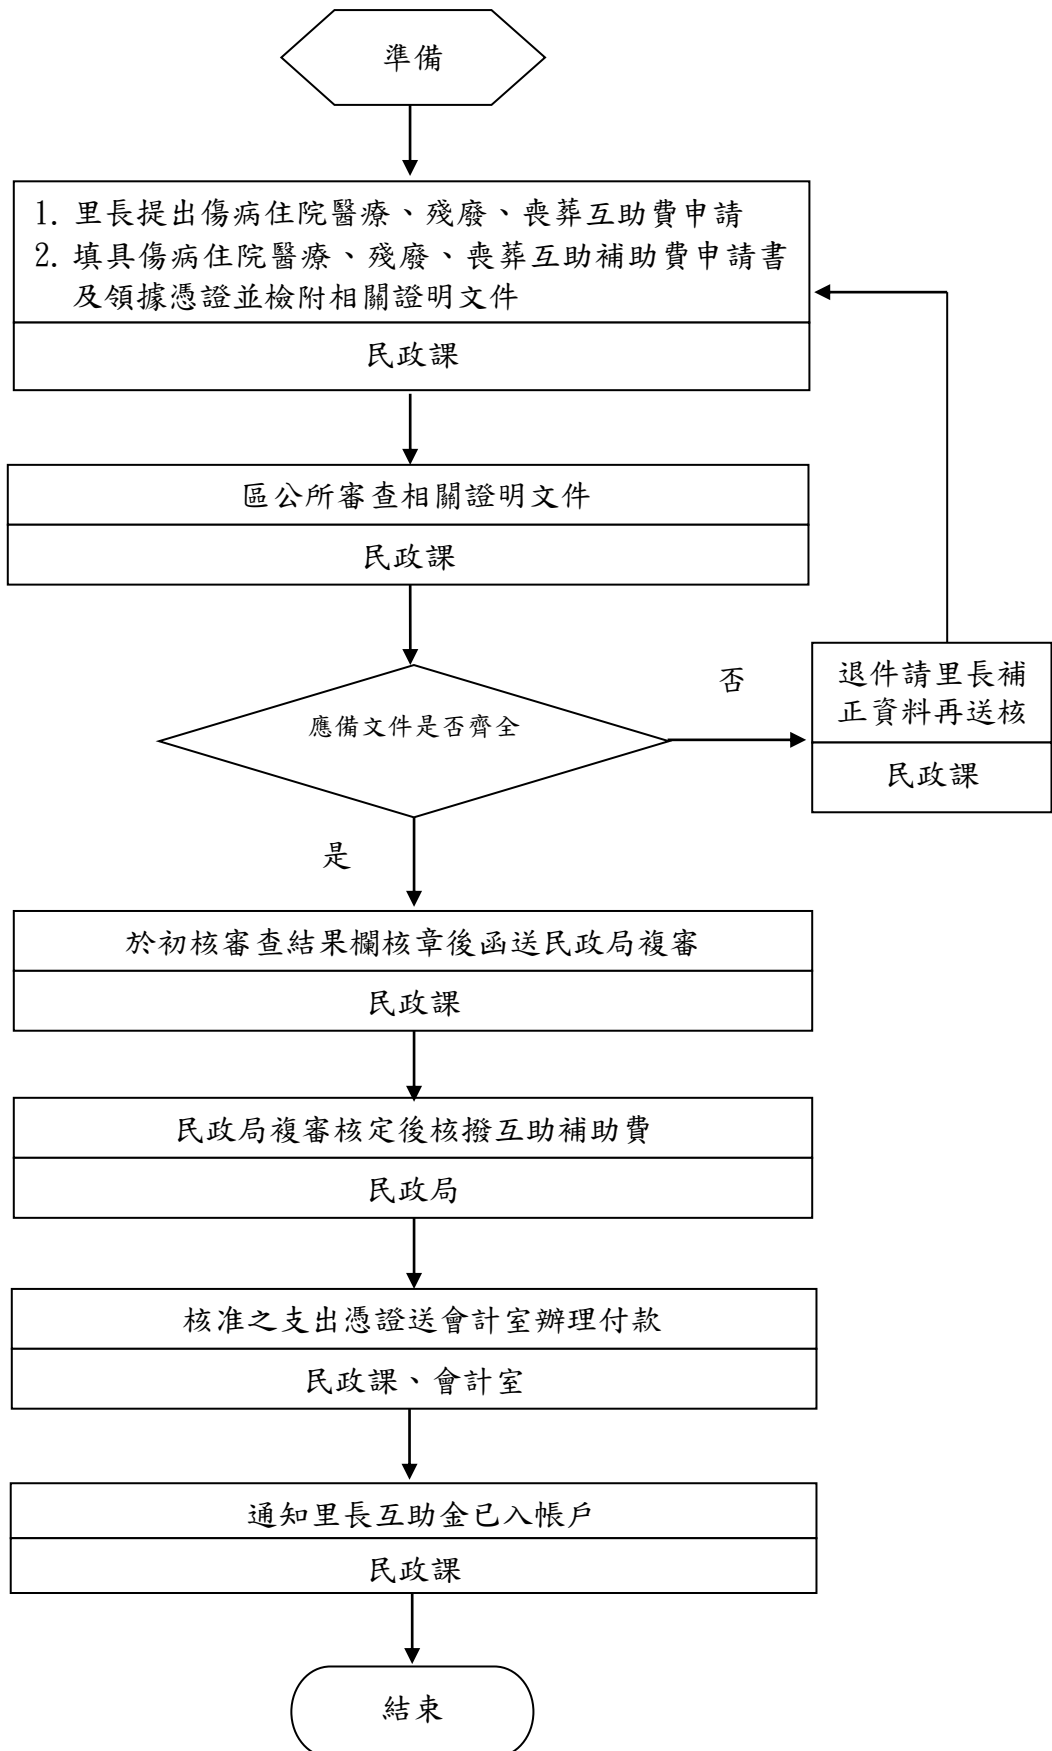 準備
1. 里長提出傷病住院醫療、殘廢、喪葬互助費申請
2. 填具傷病住院醫療、殘廢、喪葬互助補助費申請書
及領據憑證並檢附相關證明文件
民政課
區公所審查相關證明文件
民政課
應備文件是否齊全
否
退件請里長補
正資料再送核
民政課
是
於初核審查結果欄核章後函送民政局複審
民政課
民政局複審核定後核撥互助補助費
民政局
核准之支出憑證送會計室辦理付款
民政課、會計室
通知里長互助金已入帳戶
民政課
結束